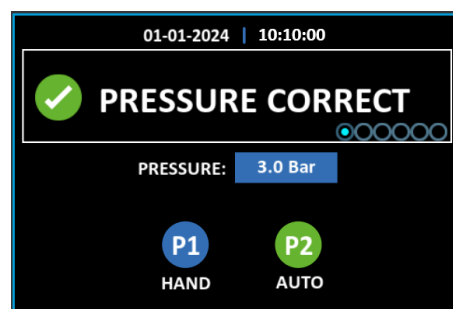 01-01-2024 | 10:10:00
PRESSURE CORRECT
PRESSURE: 3.0 Bar
P1 P2
HAND AUTO